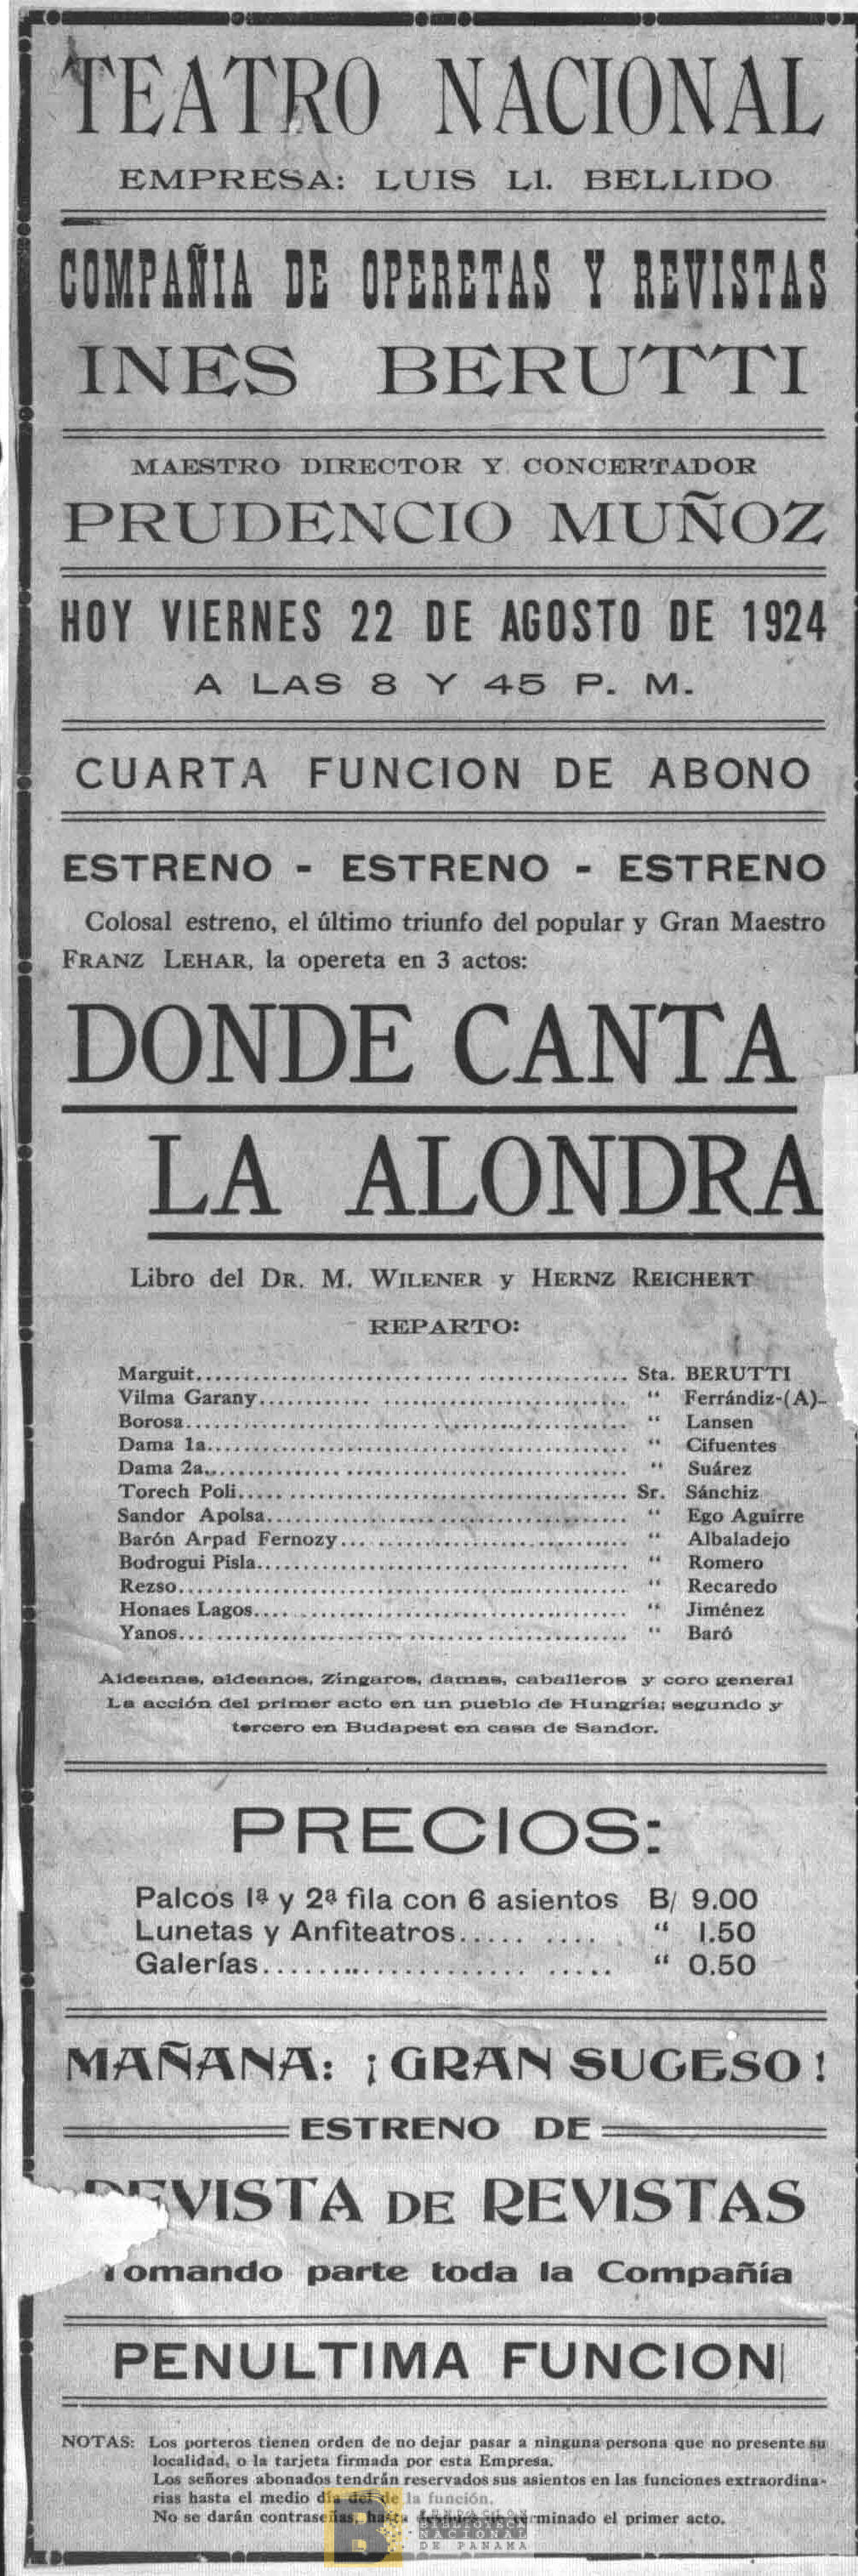 TEATRO NACIONAL
EMPRESA: LUIS Ll. BELLIDO
COMPAÑIA DE OPERETAS Y REVISTAS
INES BERUTTI
MAESTRO DIRECTOR Y CONCERTADOR
PRUDENCIO MUÑOZ
HOY VIERNES 22 DE AGOSTO DE 1924
A LAS 8 Y 45 P. M.
CUARTA FUNCION DE ABONO
ESTRENO - ESTRENO - ESTRENO
Colosal estreno, el último triunfo del popular y Gran Maestro
FRANZ LEHAR, la opereta en 3 actos:
DONDE CANTA
LA ALONDRA
Libro del DR. M. WILENER y HERNZ REICHERT
REPARTO:
Marguit.................................................. Sta. BERUTTI
Vilma Garany............................................ " Ferrándiz-(A)-
Borosa.................................................... " Lansen
Dama 1a.................................................. " Cifuentes
Dama 2a.................................................. " Suárez
Torech Poli.............................................. Sr. Sánchiz
Sandor Apolsa.......................................... " Ego Aguirre
Barón Arpad Fernozy................................. " Albaladejo
Bodrogui Pisla........................................... " Romero
Rezso..................................................... " Recaredo
Honaes Lagos........................................... " Jiménez
Yanos..................................................... " Baró
Aldeanas, aldeanos, Zíngaros, damas, caballeros y coro general
La acción del primer acto en un pueblo de Hungría; segundo y
tercero en Budapest en casa de Sandor.
PRECIOS:
Palcos 1ª y 2ª fila con 6 asientos B/ 9.00
Lunetas y Anfiteatros..... .... . " 1.50
Galerías.......................... ..... " 0.50
MAÑANA: ¡GRAN SUCESO!
ESTRENO DE
REVISTA DE REVISTAS
Tomando parte toda la Compañía
PENULTIMA FUNCION
NOTAS: Los porteros tienen orden de no dejar pasar a ninguna persona que no presente su
localidad, o la tarjeta firmada por esta Empresa.
Los señores abonados tendrán reservados sus asientos en las funciones extraordina-
rias hasta el medio día del de la función.
No se darán contraseñas, hasta después de terminado el primer acto.
B
FUNDACIÓN
BIBLIOTECA
NACIONAL
DE PANAMÁ